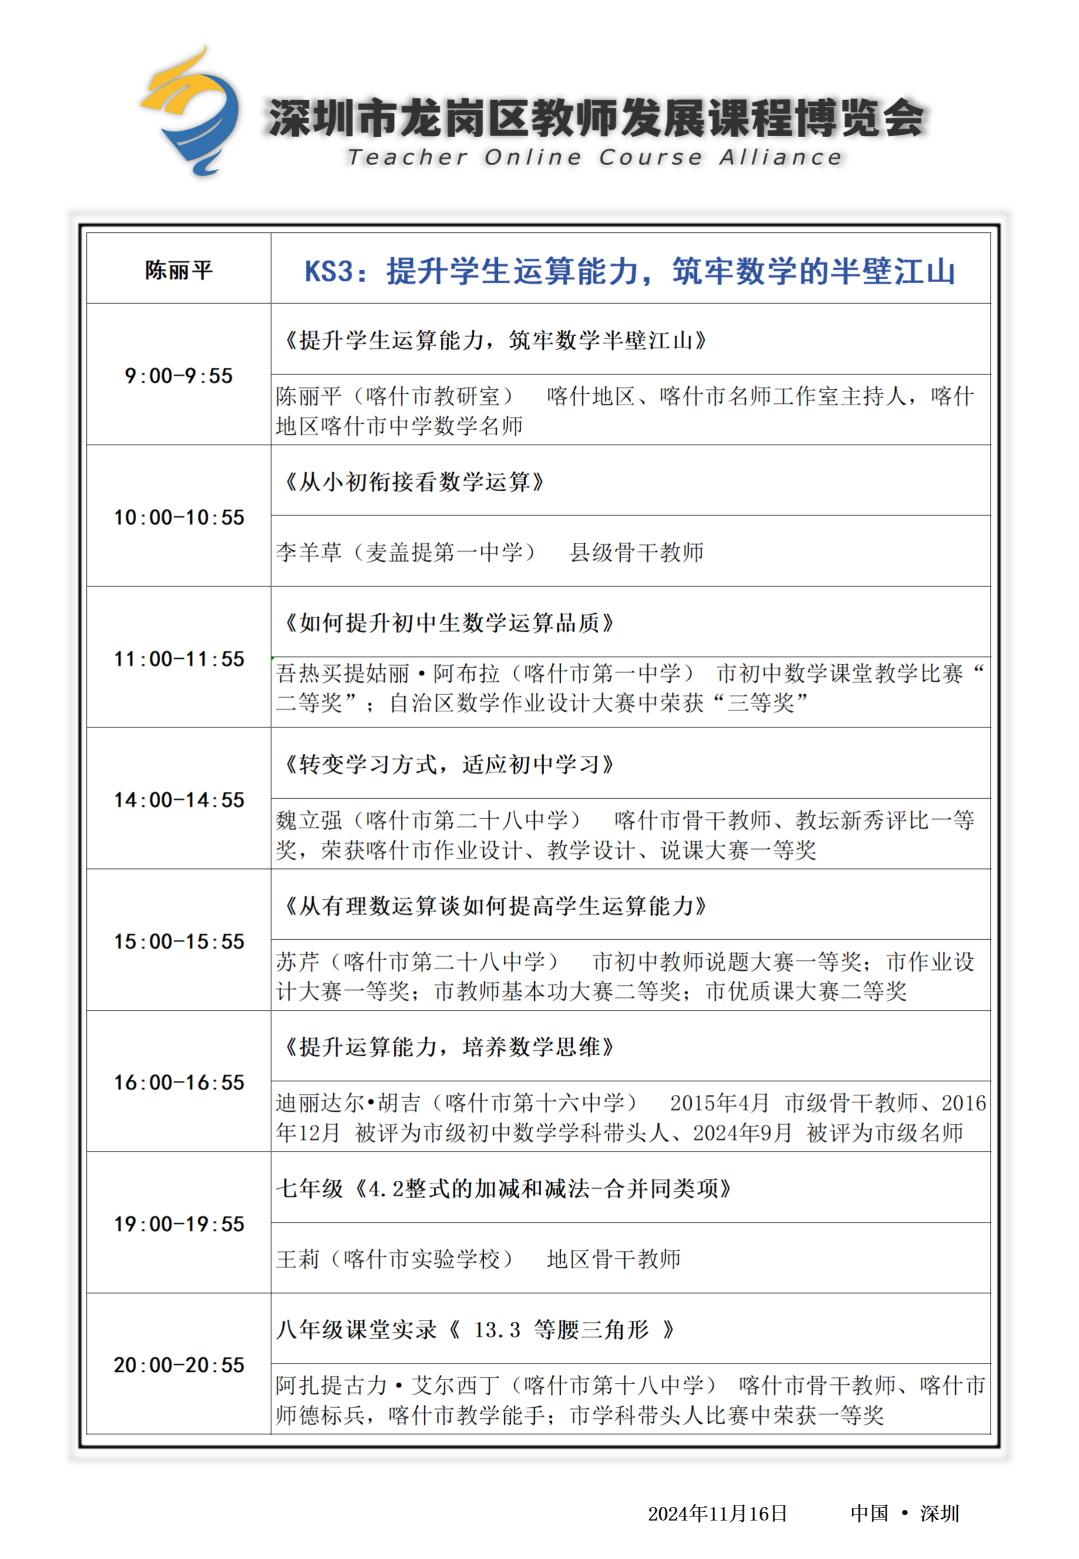 深圳市龙岗区教师发展课程博览会
Teacher Online Course Alliance
陈丽平
KS3：提升学生运算能力，筑牢数学的半壁江山
9:00-9:55
《提升学生运算能力，筑牢数学半壁江山》
陈丽平（喀什市教研室） 喀什地区、喀什市名师工作室主持人，喀什
地区喀什市中学数学名师
10:00-10:55
《从小初衔接看数学运算》
李羊草（麦盖提第一中学） 县级骨干教师
11:00-11:55
《如何提升初中生数学运算品质》
吾热买提姑丽·阿布拉（喀什市第一中学） 市初中数学课堂教学比赛“
二等奖”；自治区数学作业设计大赛中荣获“三等奖”
14:00-14:55
《转变学习方式，适应初中学习》
魏立强（喀什市第二十八中学） 喀什市骨干教师、教坛新秀评比一等
奖，荣获喀什市作业设计、教学设计、说课大赛一等奖
15:00-15:55
《从有理数运算谈如何提高学生运算能力》
苏芹（喀什市第二十八中学） 市初中教师说题大赛一等奖；市作业设
计大赛一等奖；市教师基本功大赛二等奖；市优质课大赛二等奖
16:00-16:55
《提升运算能力，培养数学思维》
迪丽达尔•胡吉（喀什市第十六中学） 2015年4月 市级骨干教师、2016
年12月 被评为市级初中数学学科带头人、2024年9月 被评为市级名师
19:00-19:55
七年级《4.2整式的加减和减法-合并同类项》
王莉（喀什市实验学校） 地区骨干教师
20:00-20:55
八年级课堂实录《 13.3 等腰三角形 》
阿扎提古力·艾尔西丁（喀什市第十八中学） 喀什市骨干教师、喀什市
师德标兵，喀什市教学能手；市学科带头人比赛中荣获一等奖
2024年11月16日 中国 • 深圳